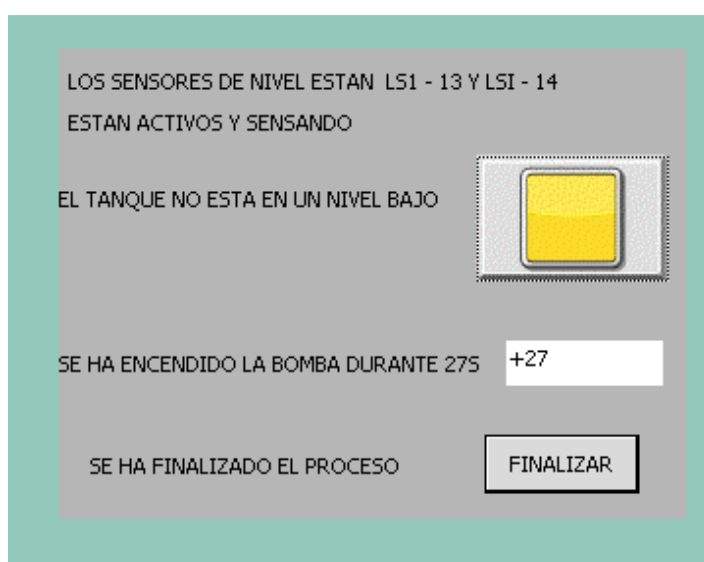 LOS SENSORES DE NIVEL ESTAN LS1 - 13 Y LSI - 14
ESTAN ACTIVOS Y SENSANDO
EL TANQUE NO ESTA EN UN NIVEL BAJO
SE HA ENCENDIDO LA BOMBA DURANTE 27S +27
SE HA FINALIZADO EL PROCESO FINALIZAR